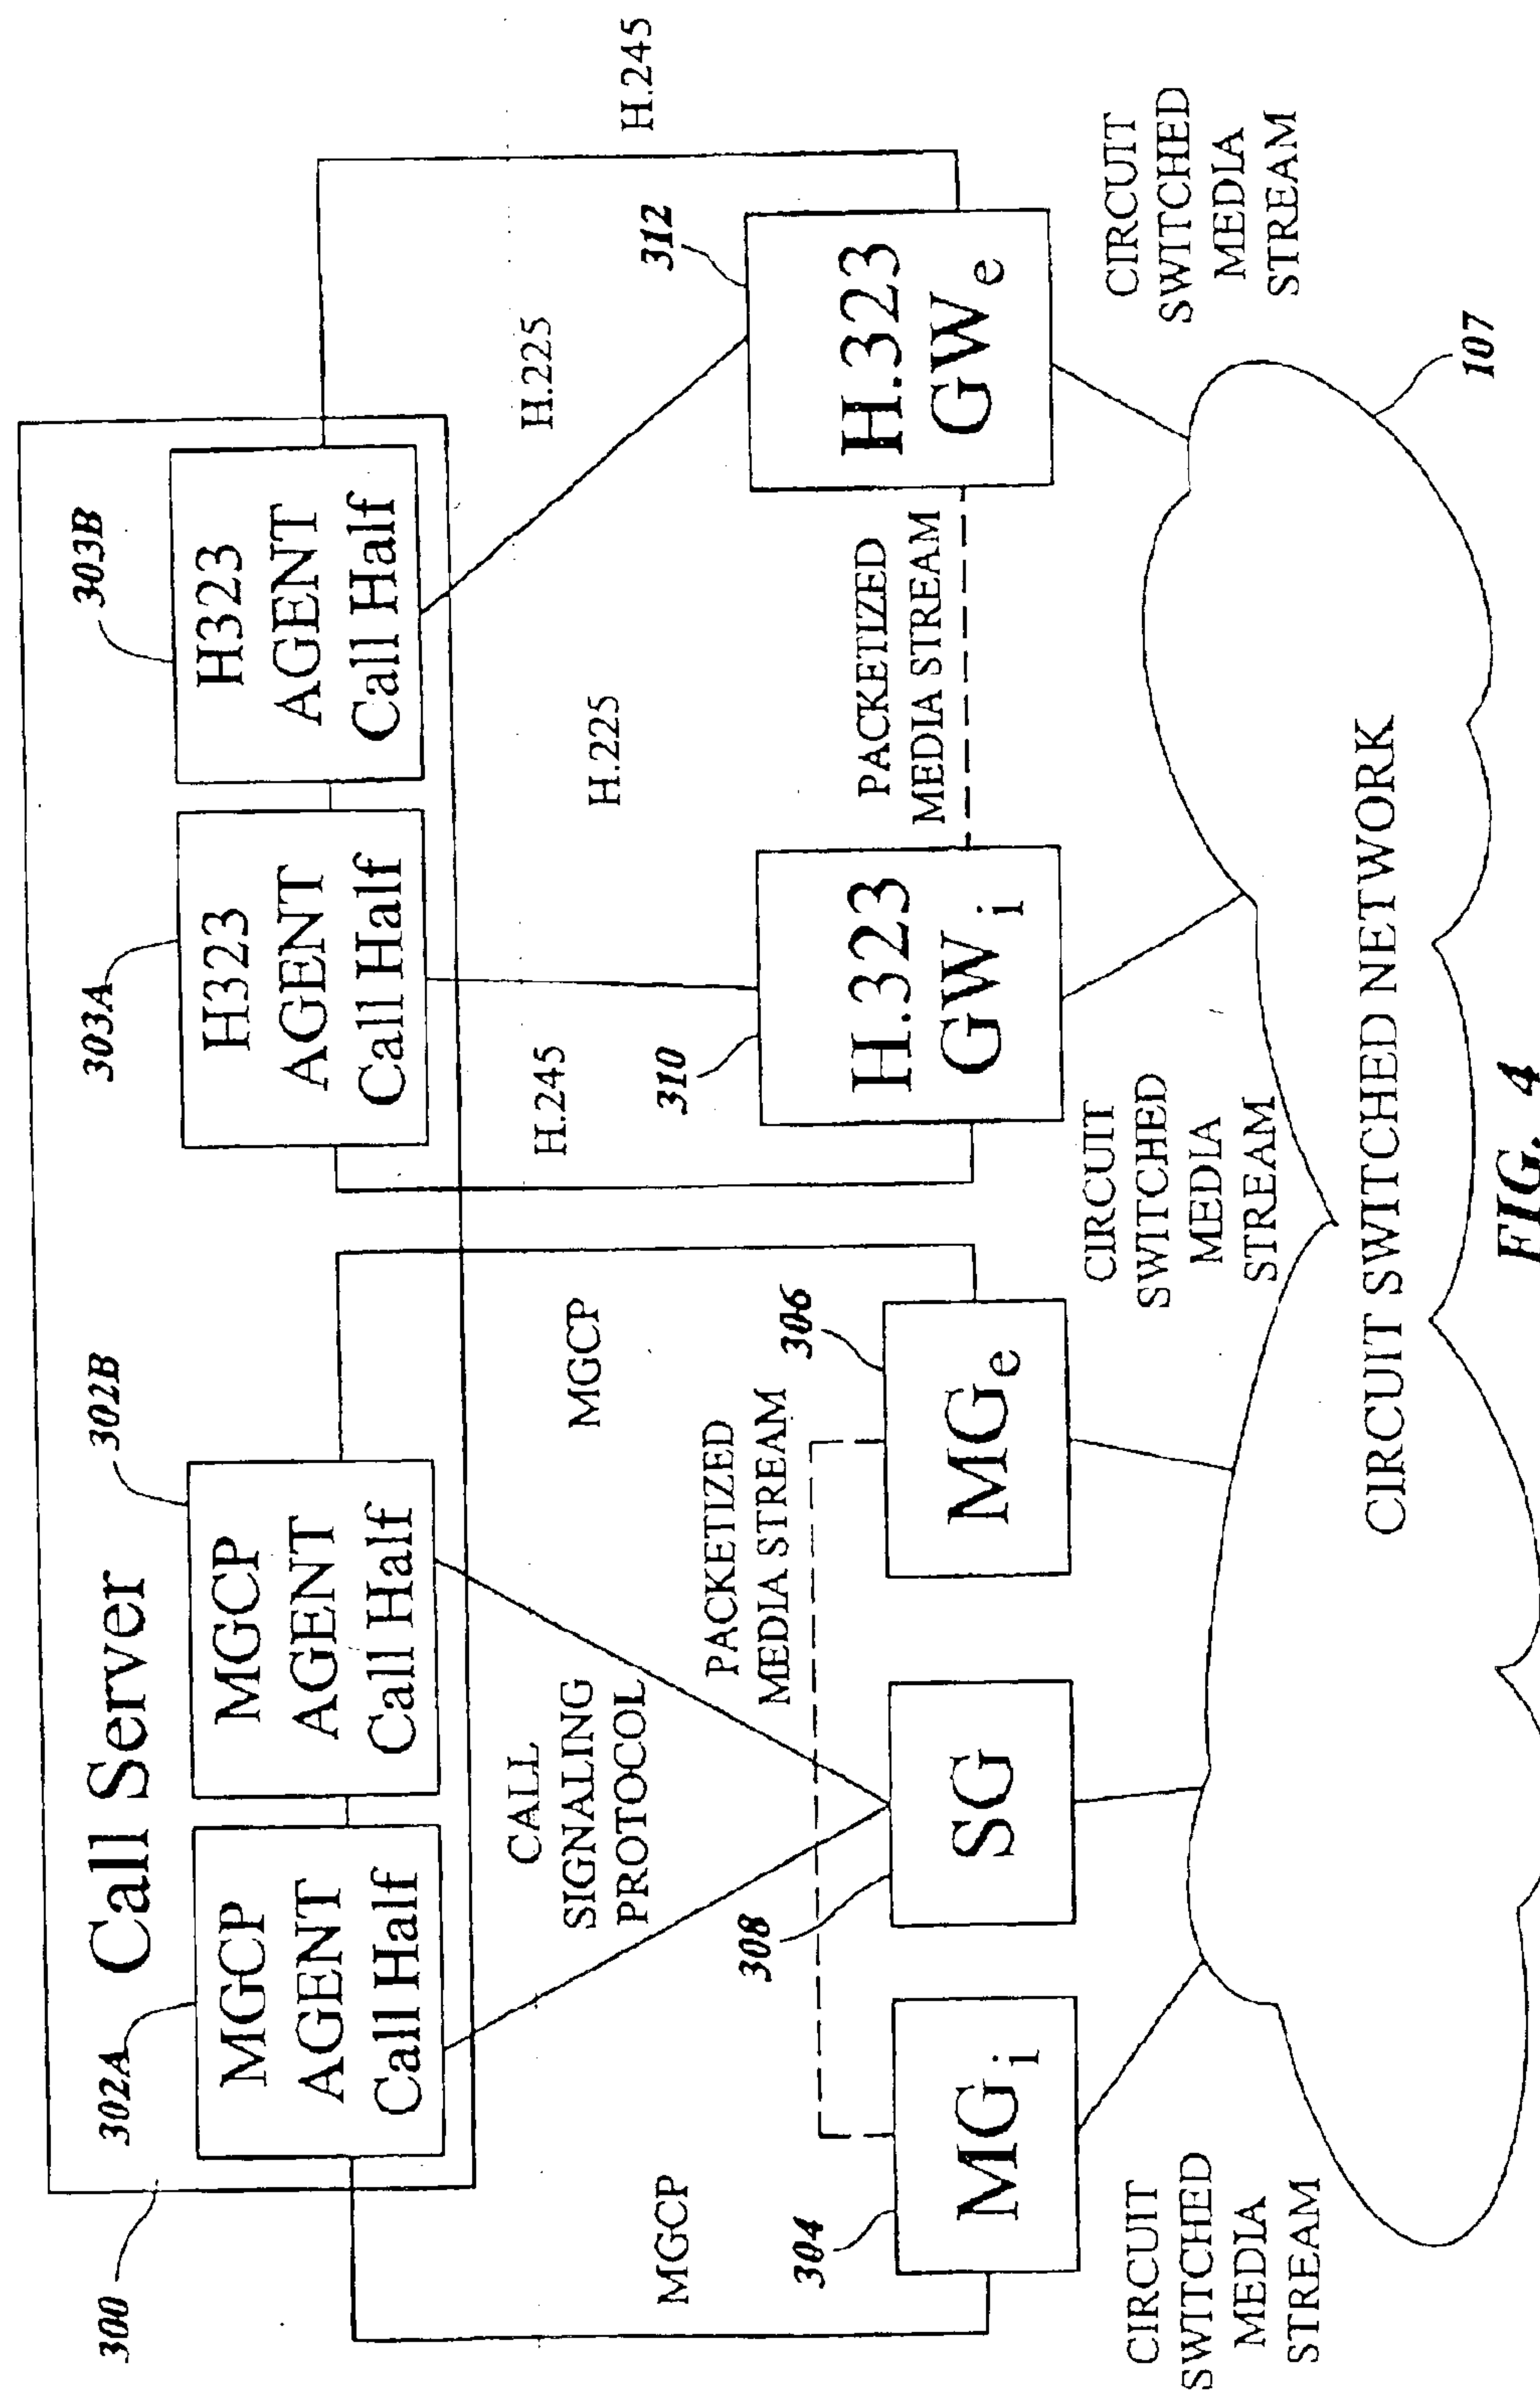 300
Call Server
302A
MGCP
AGENT
Call Half
302B
MGCP
AGENT
Call Half
303A
H323
AGENT
Call Half
303B
H323
AGENT
Call Half
MGCP
CALL
SIGNALING
PROTOCOL
MGCP
H.245
H.225
H.225
H.245
304
MGi
308
SG
PACKETIZED
MEDIA STREAM
306
MGe
310
H.323
GWi
PACKETIZED
MEDIA STREAM
312
H.323
GWe
CIRCUIT
SWITCHED
MEDIA
STREAM
CIRCUIT
SWITCHED
MEDIA
STREAM
CIRCUIT
SWITCHED
MEDIA
STREAM
CIRCUIT SWITCHED NETWORK
107
FIG. 4